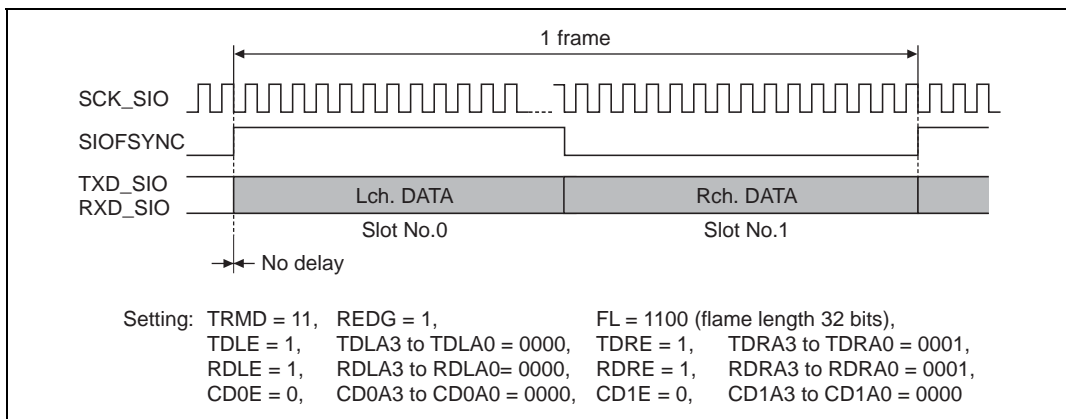 1 frame
SCK_SIO
SIOFSYNC
TXD_SIO
RXD_SIO
Lch. DATA
Rch. DATA
Slot No.0
Slot No.1
No delay
Setting: TRMD = 11, REDG = 1, FL = 1100 (flame length 32 bits),
TDLE = 1, TDLA3 to TDLA0 = 0000, TDRE = 1, TDRA3 to TDRA0 = 0001,
RDLE = 1, RDLA3 to RDLA0= 0000, RDRE = 1, RDRA3 to RDRA0 = 0001,
CD0E = 0, CD0A3 to CD0A0 = 0000, CD1E = 0, CD1A3 to CD1A0 = 0000